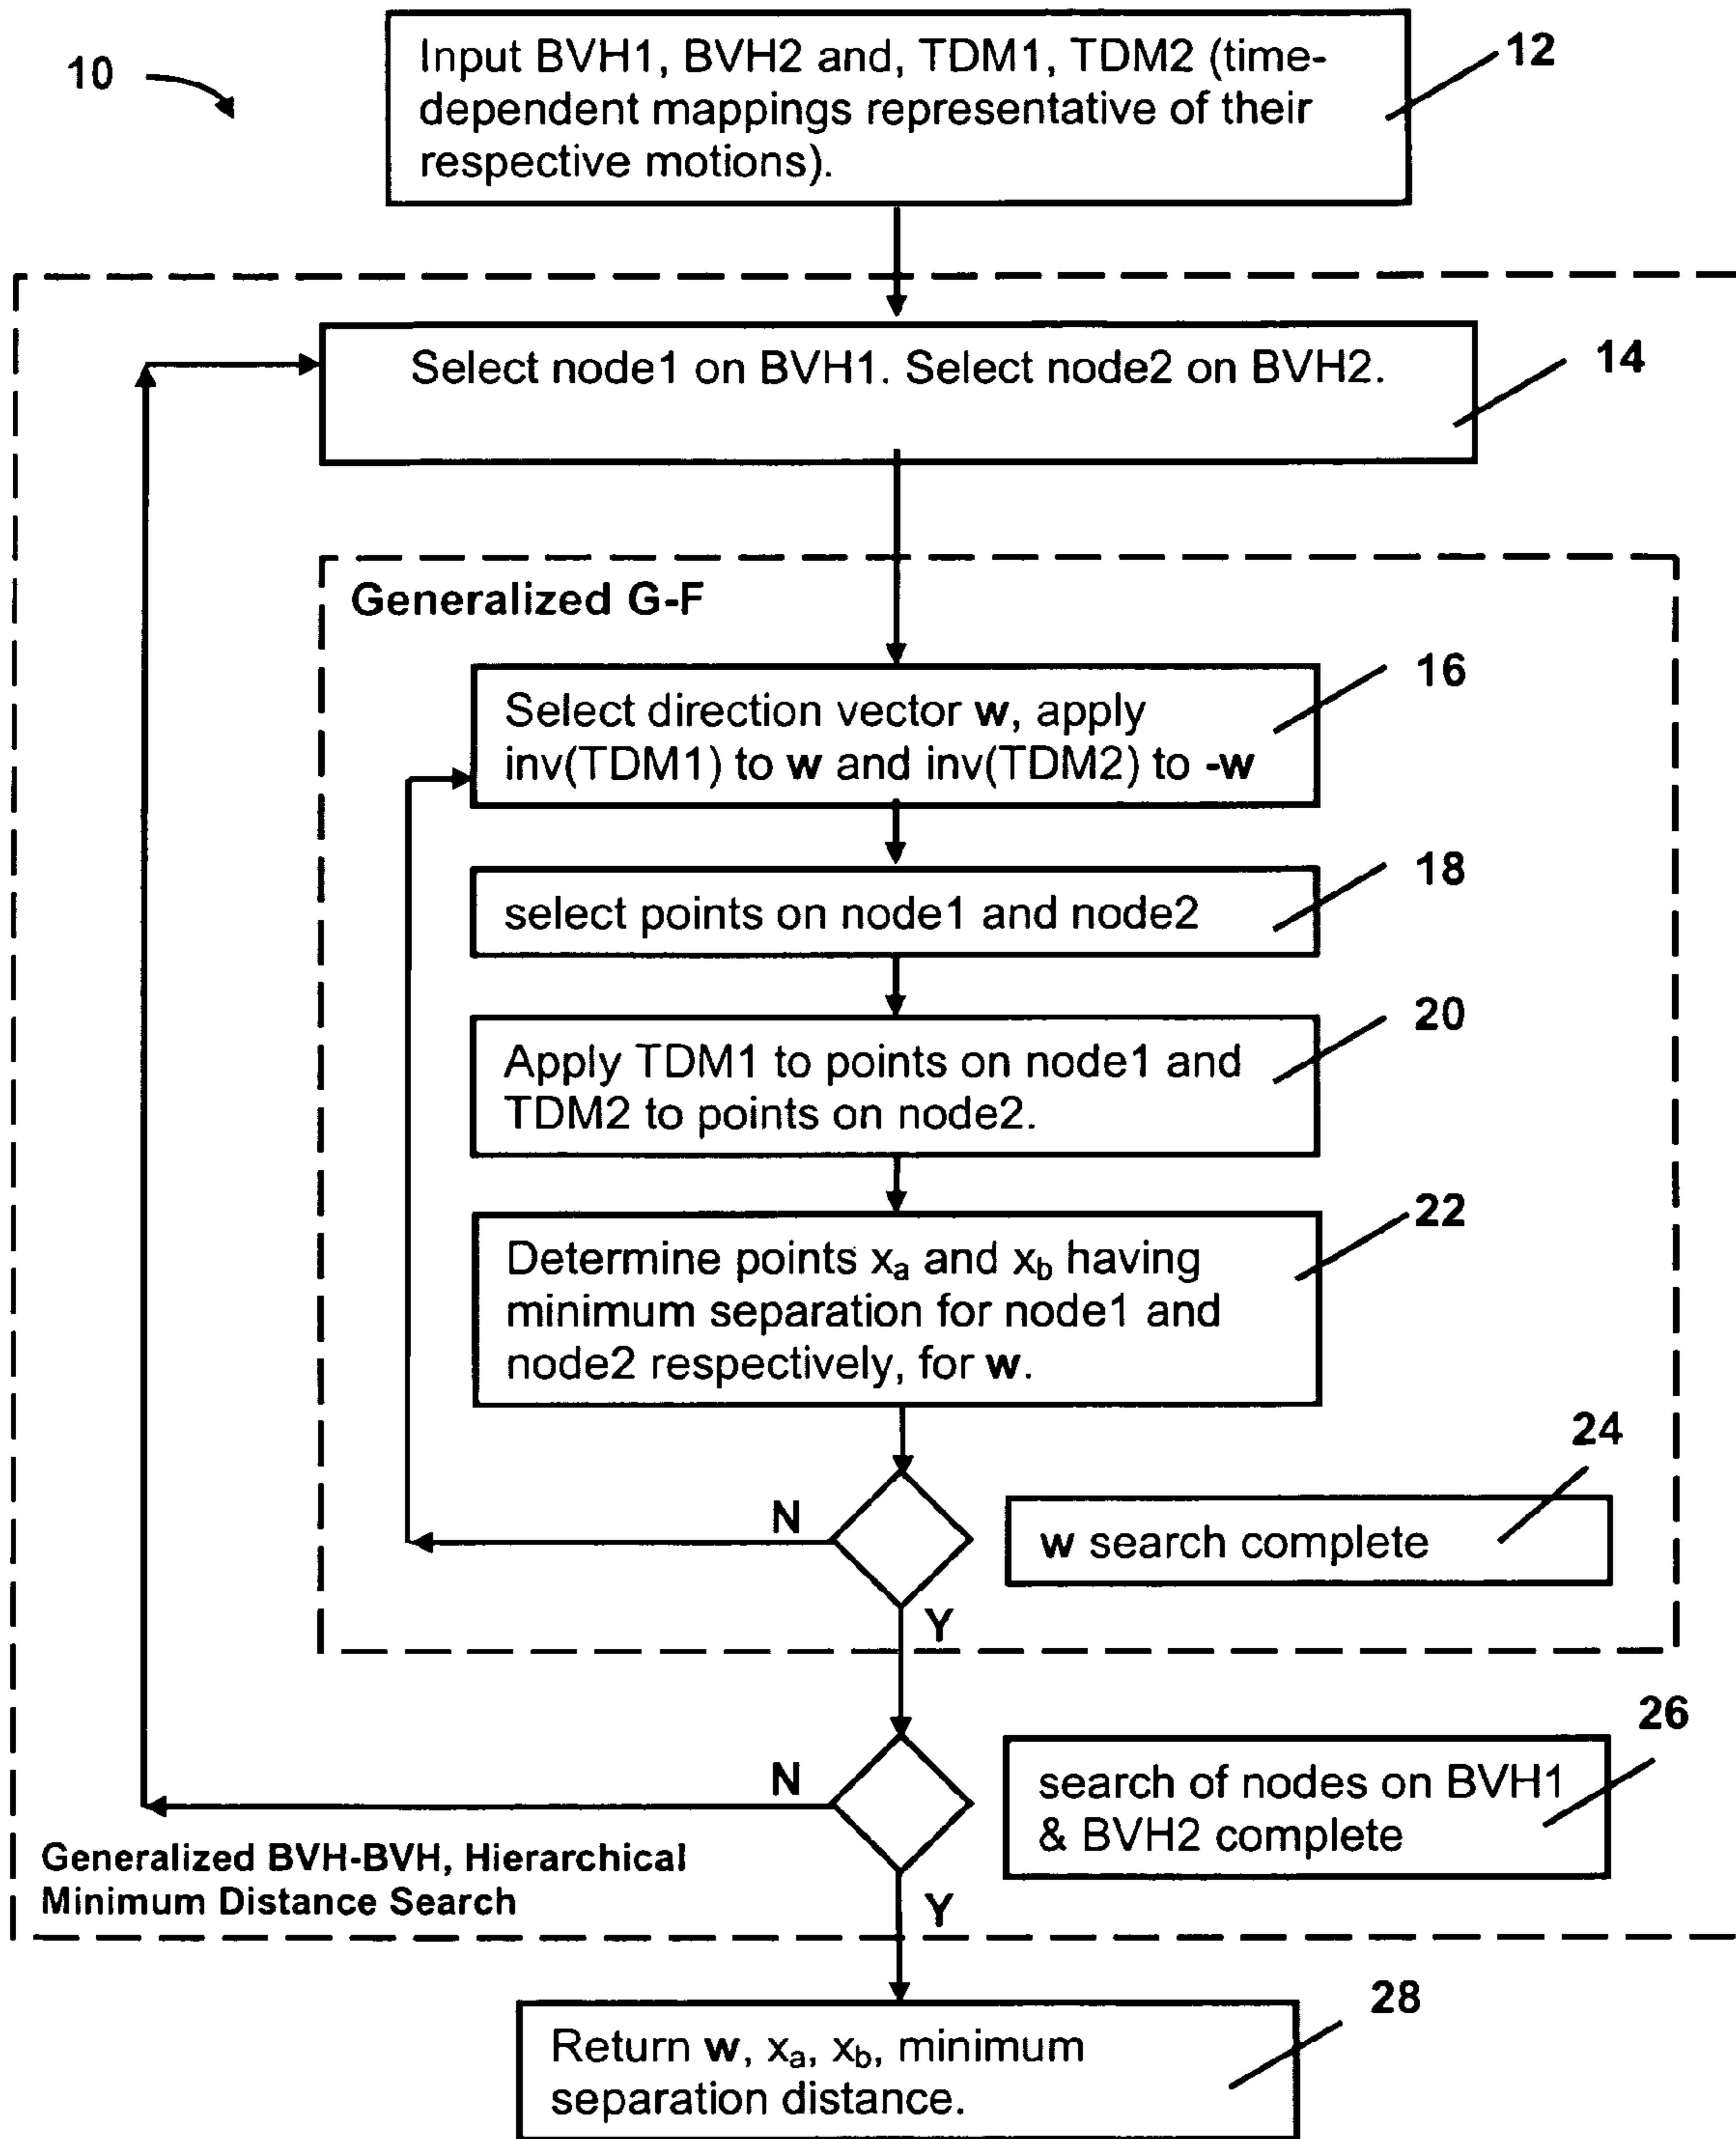 10
Input BVH1, BVH2 and, TDM1, TDM2 (time-
dependent mappings representative of their
respective motions).
12
Select node1 on BVH1. Select node2 on BVH2.
14
Generalized G-F
Select direction vector w, apply
inv(TDM1) to w and inv(TDM2) to -w
16
select points on node1 and node2
18
Apply TDM1 to points on node1 and
TDM2 to points on node2.
20
Determine points xa and xb having
minimum separation for node1 and
node2 respectively, for w.
22
N
w search complete
24
Y
N
search of nodes on BVH1
& BVH2 complete
26
Generalized BVH-BVH, Hierarchical
Minimum Distance Search
Y
Return w, xa, xb, minimum
separation distance.
28